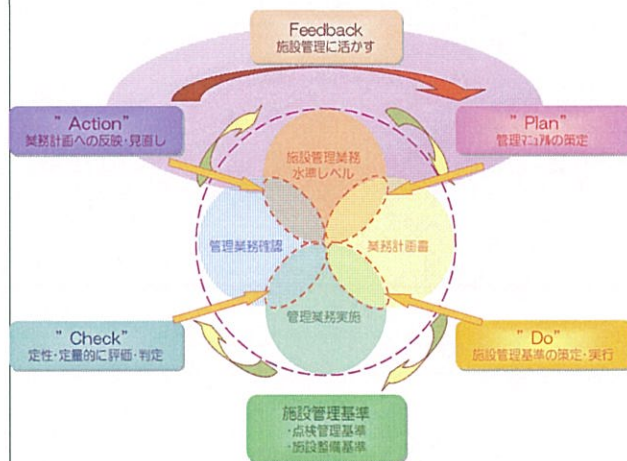 Feedback
施設管理に活かす
"Action"
業務計画への反映・見直し
"Plan"
管理マニュアルの策定
施設管理業務
水準レベル
管理業務確認
業務計画書
管理業務実施
"Check"
定性・定量的に評価・判定
"Do"
施設管理基準の策定・実行
施設管理基準
・点検管理基準
・施設整備基準